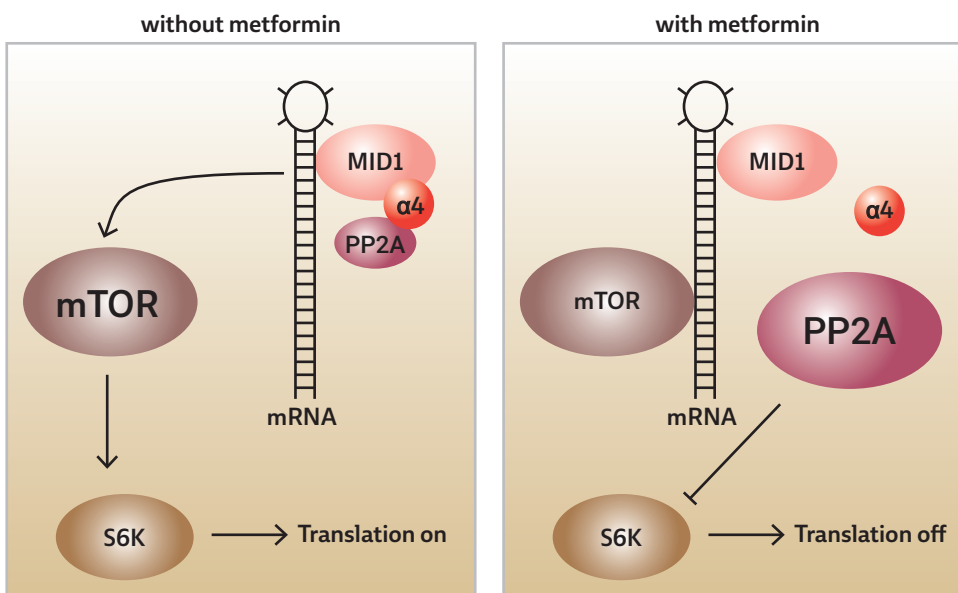 without metformin
MID1
α4
PP2A
mTOR
mRNA
S6K
Translation on
with metformin
MID1
α4
mTOR
PP2A
mRNA
S6K
Translation off